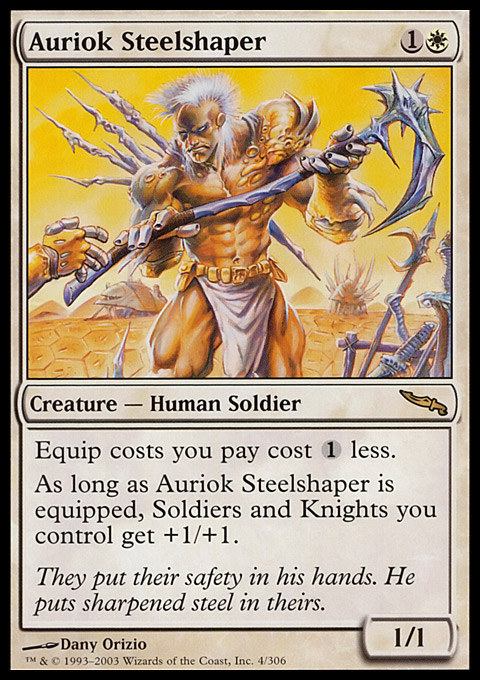 Auriok Steelshaper 1
Creature — Human Soldier
Equip costs you pay cost 1 less.
As long as Auriok Steelshaper is
equipped, Soldiers and Knights you
control get +1/+1.
They put their safety in his hands. He
puts sharpened steel in theirs.
Dany Orizio
1/1
™ & © 1993–2003 Wizards of the Coast, Inc. 4/306